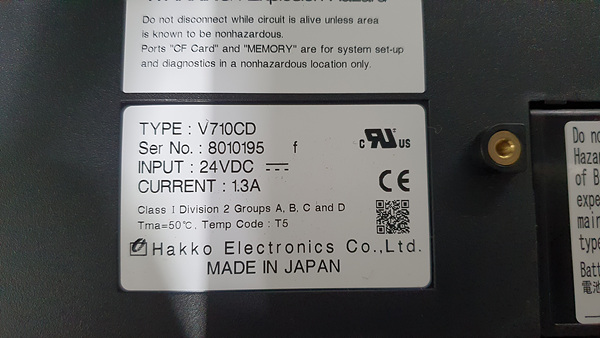 Do not disconnect while circuit is alive unless area
is known to be nonhazardous.
Ports "CF Card" and "MEMORY" are for system set-up
and diagnostics in a nonhazardous location only.
TYPE : V710CD
Ser No. : 8010195 f
INPUT : 24VDC
CURRENT : 1.3A
Class I Division 2 Groups A, B, C and D
Tma=50℃, Temp Code : T5
Hakko Electronics Co.,Ltd.
MADE IN JAPAN
C RU US
CE
Do no
Hazar
of B
expe
main
type
Batt
電池